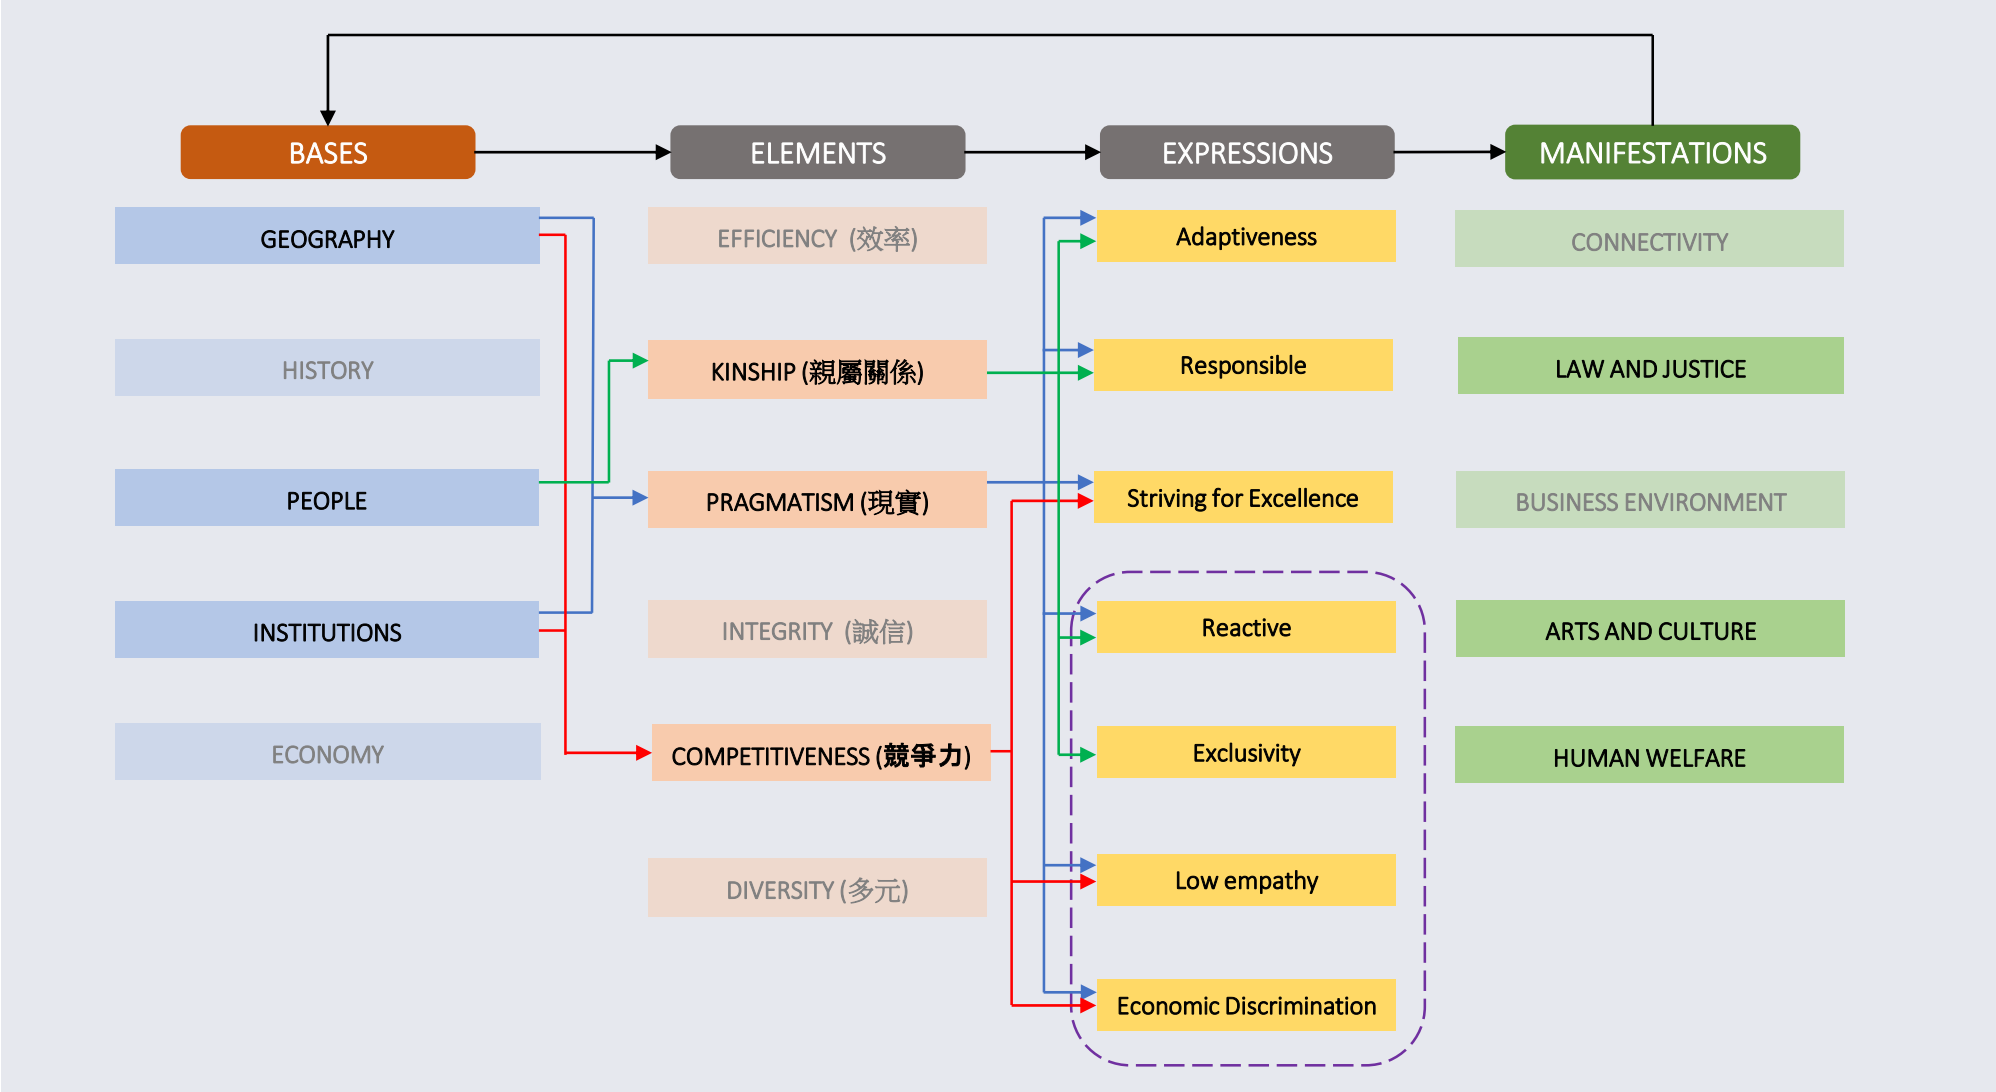 BASES
ELEMENTS
EXPRESSIONS
MANIFESTATIONS
GEOGRAPHY
EFFICIENCY (效率)
Adaptiveness
CONNECTIVITY
HISTORY
KINSHIP (親屬關係)
Responsible
LAW AND JUSTICE
PEOPLE
PRAGMATISM (現實)
Striving for Excellence
BUSINESS ENVIRONMENT
INSTITUTIONS
INTEGRITY (誠信)
Reactive
ARTS AND CULTURE
ECONOMY
COMPETITIVENESS (競爭力)
Exclusivity
HUMAN WELFARE
DIVERSITY (多元)
Low empathy
Economic Discrimination